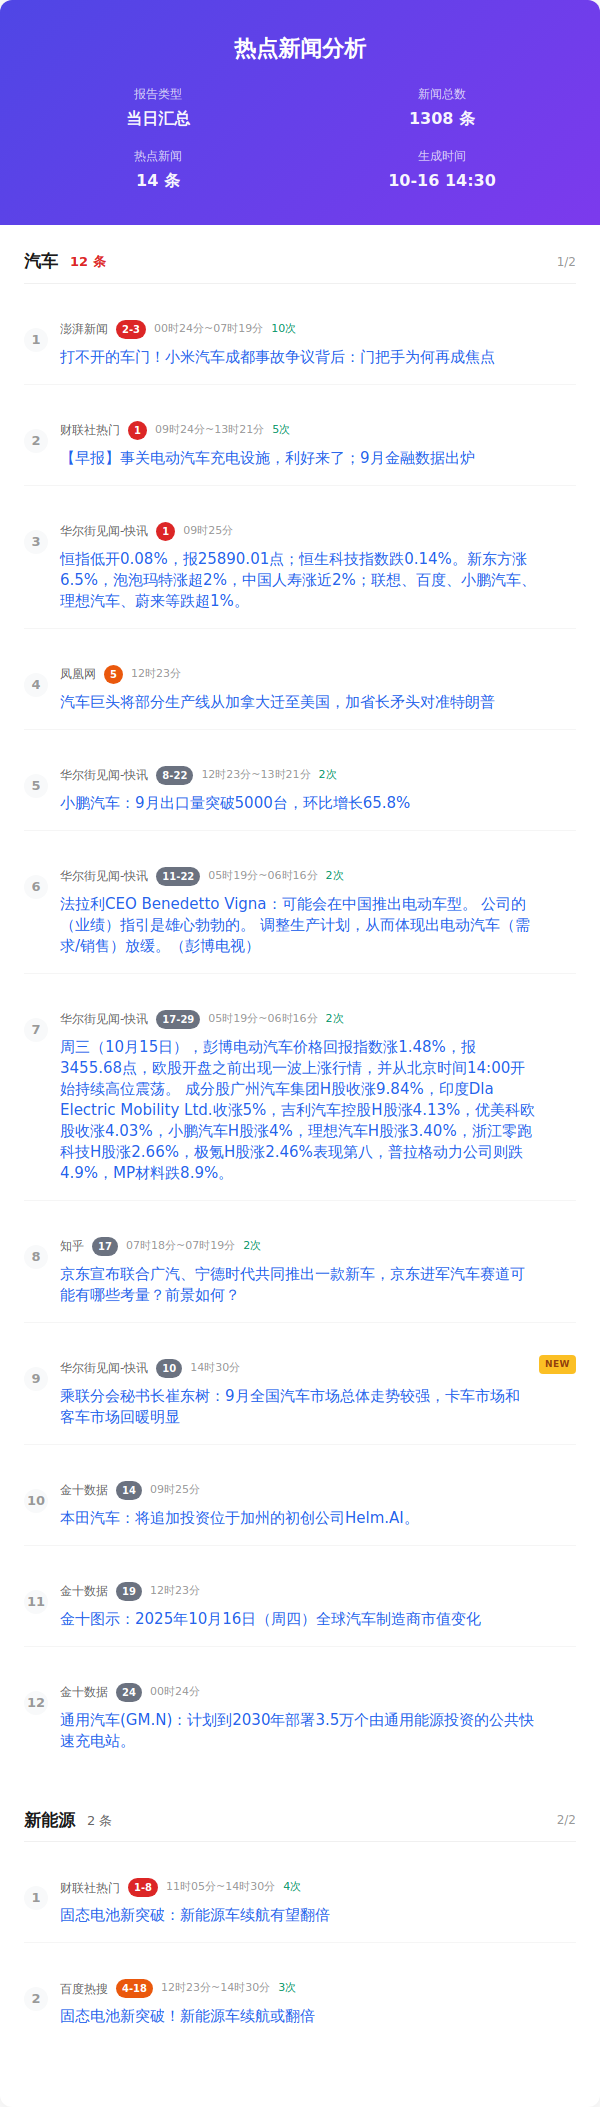 热点新闻分析
报告类型
新闻总数
当日汇总
1308 条
热点新闻
生成时间
14 条
10-16 14:30
汽车 12 条 1/2
1
澎湃新闻 2-3 00时24分~07时19分 10次
打不开的车门！小米汽车成都事故争议背后：门把手为何再成焦点
2
财联社热门 1 09时24分~13时21分 5次
【早报】事关电动汽车充电设施，利好来了；9月金融数据出炉
3
华尔街见闻-快讯 1 09时25分
恒指低开0.08%，报25890.01点；恒生科技指数跌0.14%。新东方涨
6.5%，泡泡玛特涨超2%，中国人寿涨近2%；联想、百度、小鹏汽车、
理想汽车、蔚来等跌超1%。
4
凤凰网 5 12时23分
汽车巨头将部分生产线从加拿大迁至美国，加省长矛头对准特朗普
5
华尔街见闻-快讯 8-22 12时23分~13时21分 2次
小鹏汽车：9月出口量突破5000台，环比增长65.8%
6
华尔街见闻-快讯 11-22 05时19分~06时16分 2次
法拉利CEO Benedetto Vigna：可能会在中国推出电动车型。 公司的
（业绩）指引是雄心勃勃的。 调整生产计划，从而体现出电动汽车（需
求/销售）放缓。（彭博电视）
7
华尔街见闻-快讯 17-29 05时19分~06时16分 2次
周三（10月15日），彭博电动汽车价格回报指数涨1.48%，报
3455.68点，欧股开盘之前出现一波上涨行情，并从北京时间14:00开
始持续高位震荡。 成分股广州汽车集团H股收涨9.84%，印度Dla
Electric Mobility Ltd.收涨5%，吉利汽车控股H股涨4.13%，优美科欧
股收涨4.03%，小鹏汽车H股涨4%，理想汽车H股涨3.40%，浙江零跑
科技H股涨2.66%，极氪H股涨2.46%表现第八，普拉格动力公司则跌
4.9%，MP材料跌8.9%。
8
知乎 17 07时18分~07时19分 2次
京东宣布联合广汽、宁德时代共同推出一款新车，京东进军汽车赛道可
能有哪些考量？前景如何？
9
华尔街见闻-快讯 10 14时30分 NEW
乘联分会秘书长崔东树：9月全国汽车市场总体走势较强，卡车市场和
客车市场回暖明显
10
金十数据 14 09时25分
本田汽车：将追加投资位于加州的初创公司Helm.AI。
11
金十数据 19 12时23分
金十图示：2025年10月16日（周四）全球汽车制造商市值变化
12
金十数据 24 00时24分
通用汽车(GM.N)：计划到2030年部署3.5万个由通用能源投资的公共快
速充电站。
新能源 2 条 2/2
1
财联社热门 1-8 11时05分~14时30分 4次
固态电池新突破：新能源车续航有望翻倍
2
百度热搜 4-18 12时23分~14时30分 3次
固态电池新突破！新能源车续航或翻倍